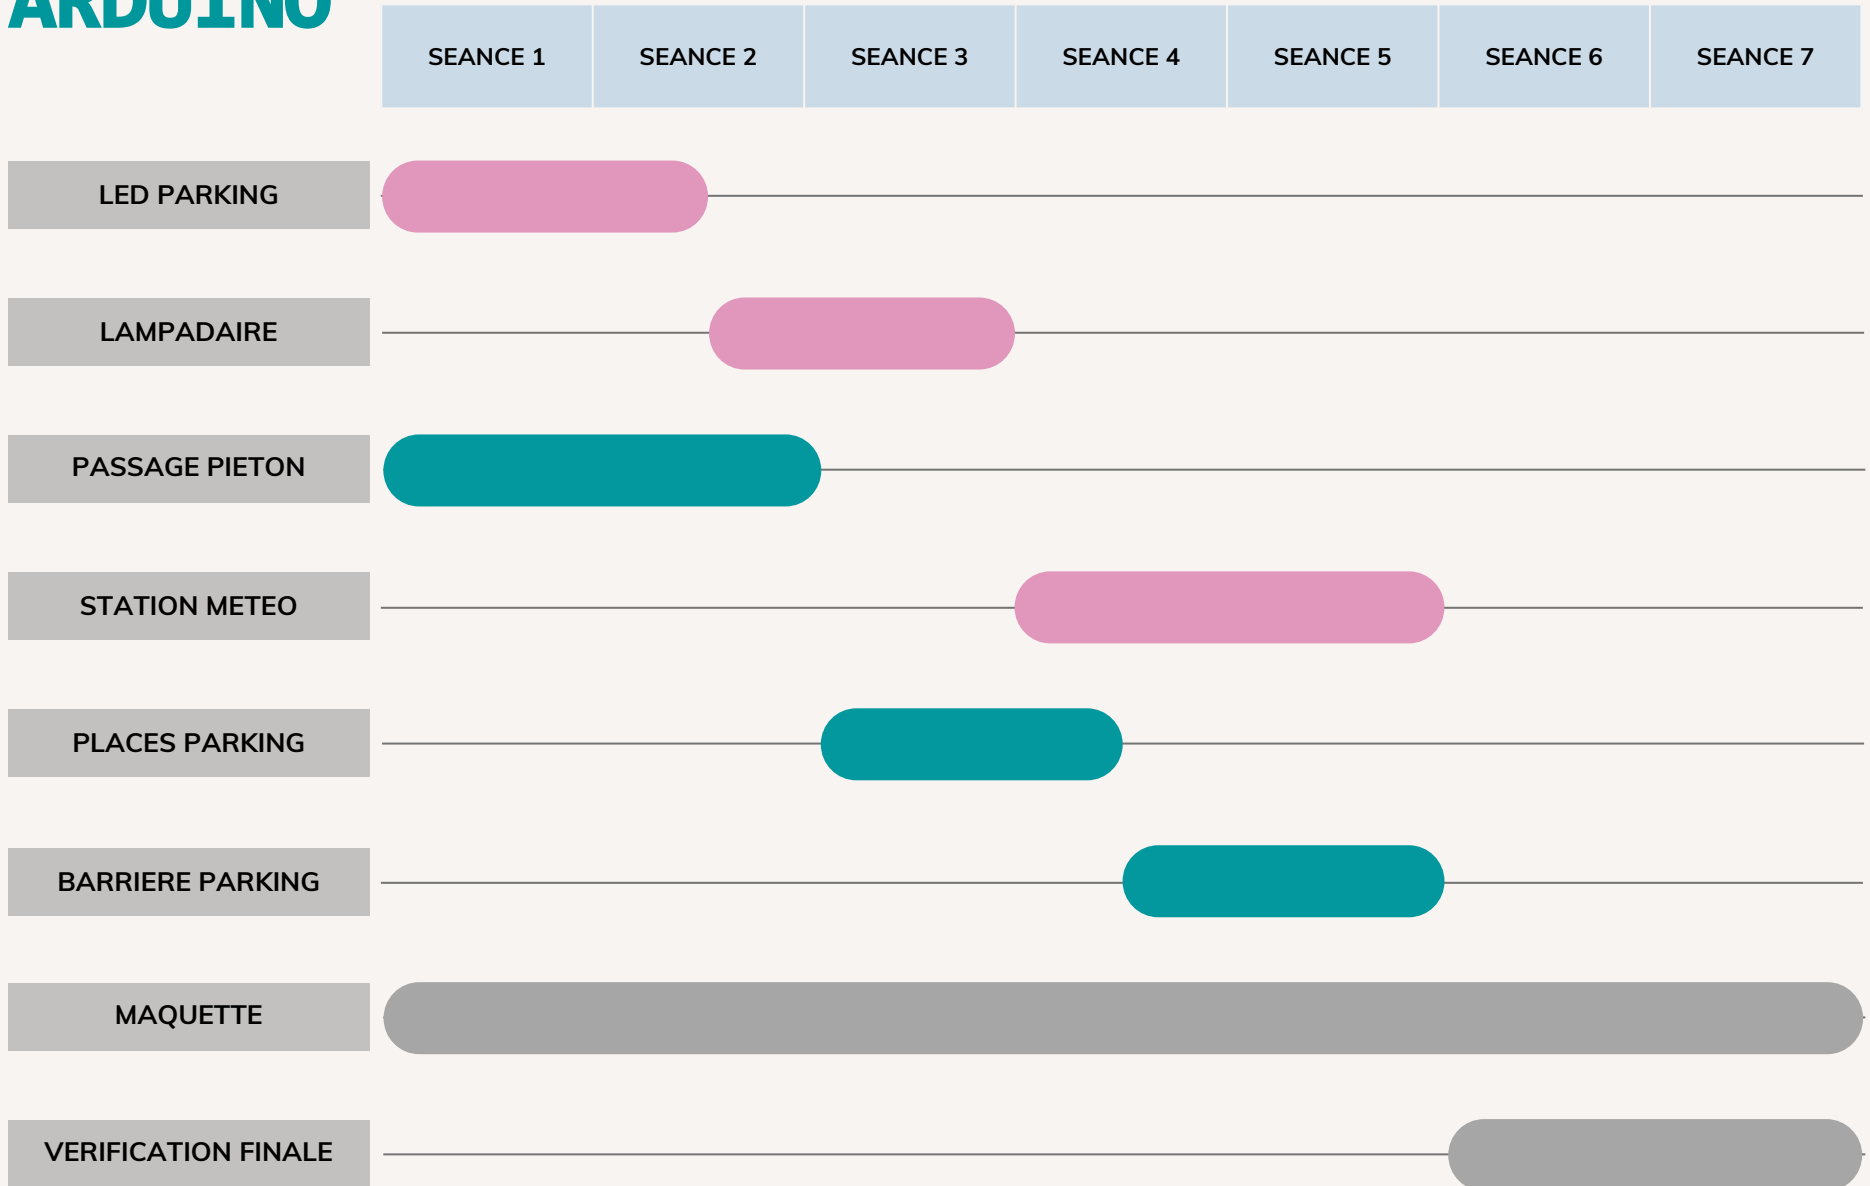 ARDUINO
SEANCE 1 SEANCE 2 SEANCE 3 SEANCE 4 SEANCE 5 SEANCE 6 SEANCE 7
LED PARKING
LAMPADAIRE
PASSAGE PIETON
STATION METEO
PLACES PARKING
BARRIERE PARKING
MAQUETTE
VERIFICATION FINALE